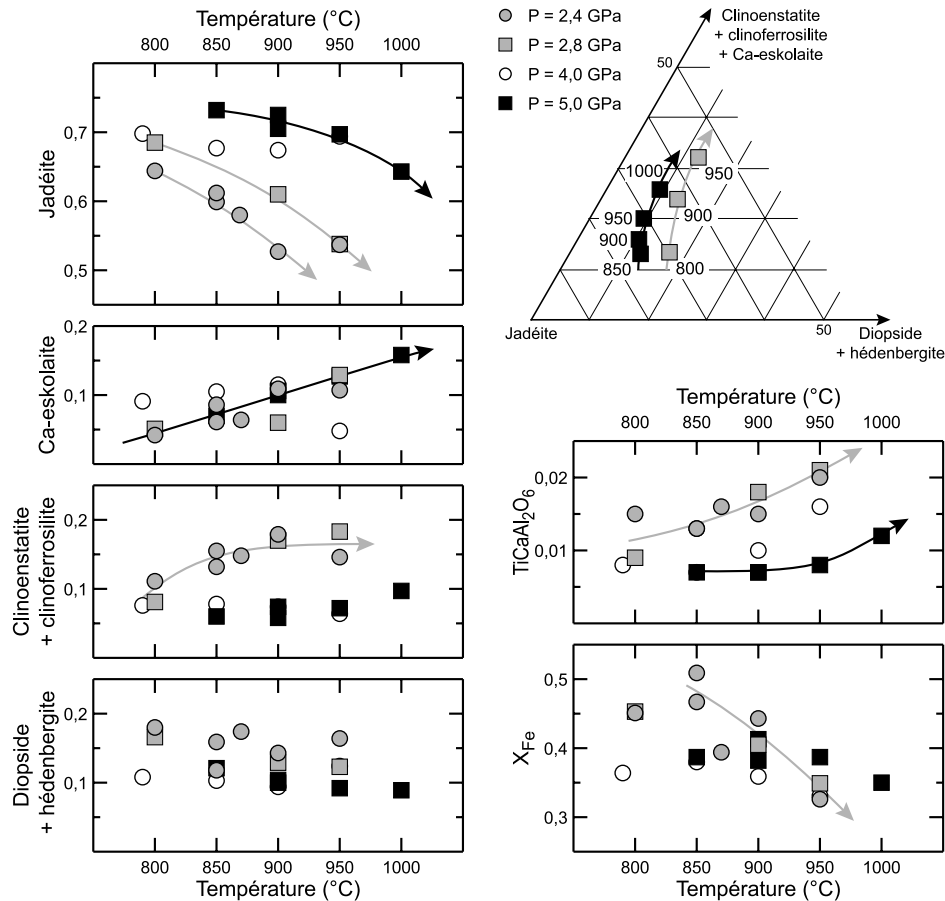 Température (°C)
800 850 900 950 1000
0,7
0,6
0,5
Jadéite
0,2
0,1
Ca-eskolaite
0,2
0,1
Clinoenstatite
+ clinoferrosilite
0,2
0,1
Diopside
+ hédenbergite
800 850 900 950 1000
Température (°C)
P = 2,4 GPa
P = 2,8 GPa
P = 4,0 GPa
P = 5,0 GPa
Clinoenstatite
+ clinoferrosilite
+ Ca-eskolaite
50
1000 950
950 900
900
850 800
Jadéite
50
Diopside
+ hédenbergite
Température (°C)
800 850 900 950 1000
0,02
0,01
TiCaAl2O6
0,5
0,4
0,3
XFe
800 850 900 950 1000
Température (°C)